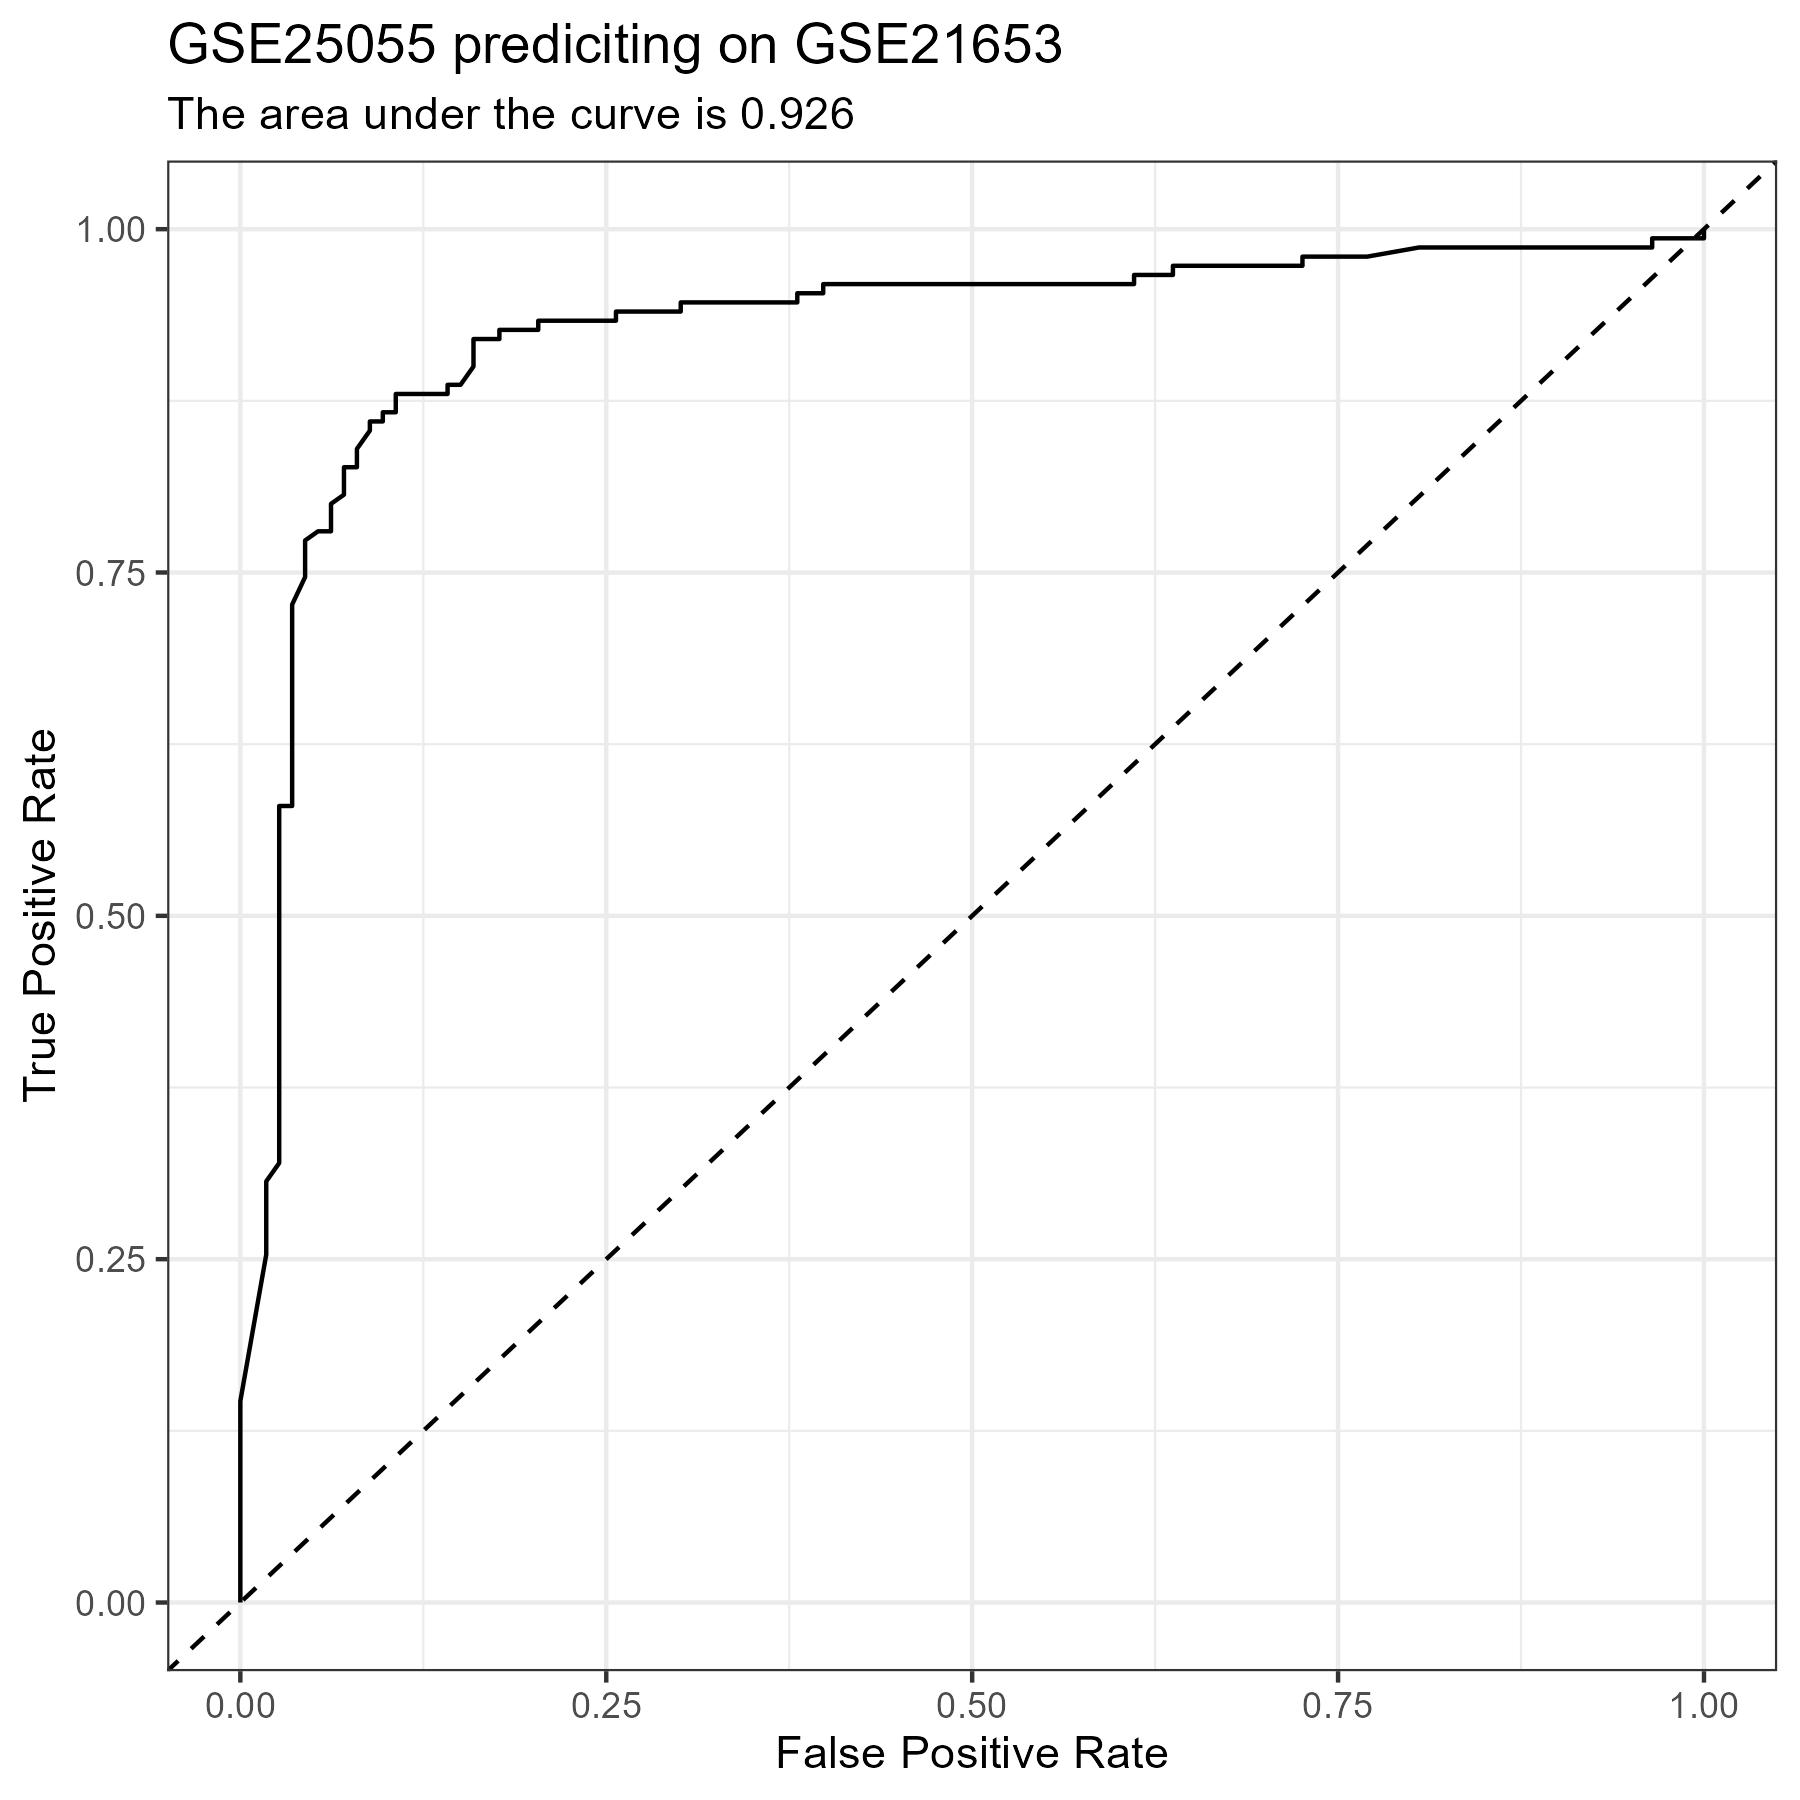 GSE25055 prediciting on GSE21653
The area under the curve is 0.926
1.00
0.75
0.50
0.25
0.00
True Positive Rate
0.00 0.25 0.50 0.75 1.00
False Positive Rate